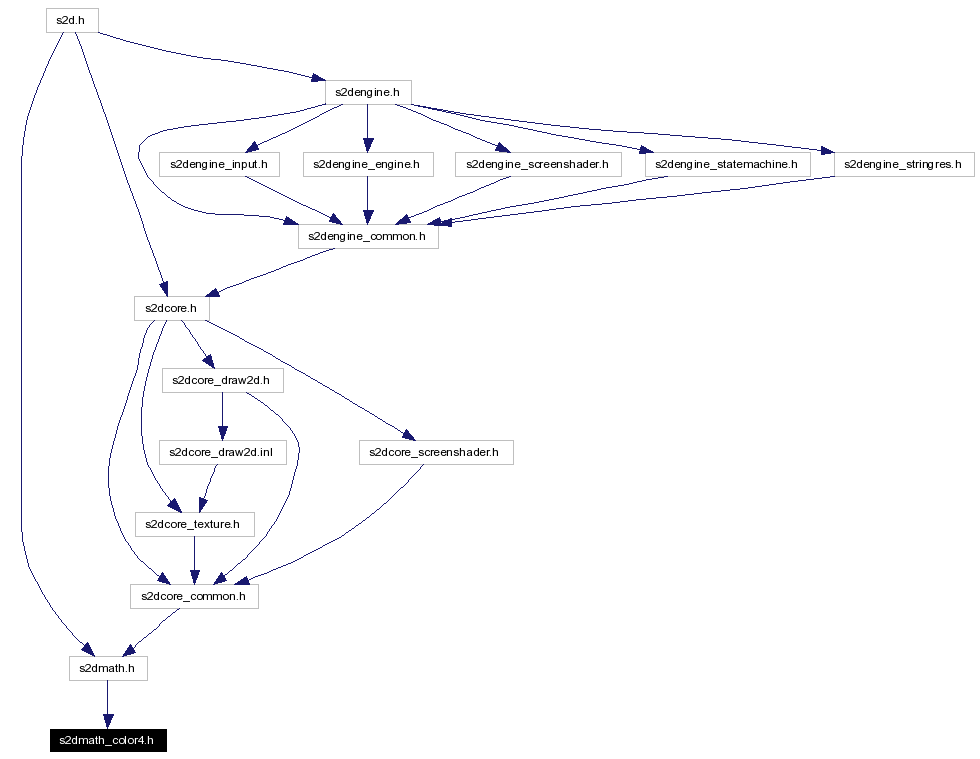 s2d.h
s2dengine.h
s2dengine_input.h
s2dengine_engine.h
s2dengine_screenshader.h
s2dengine_statemachine.h
s2dengine_stringres.h
s2dengine_common.h
s2dcore.h
s2dcore_draw2d.h
s2dcore_draw2d.inl
s2dcore_screenshader.h
s2dcore_texture.h
s2dcore_common.h
s2dmath.h
s2dmath_color4.h